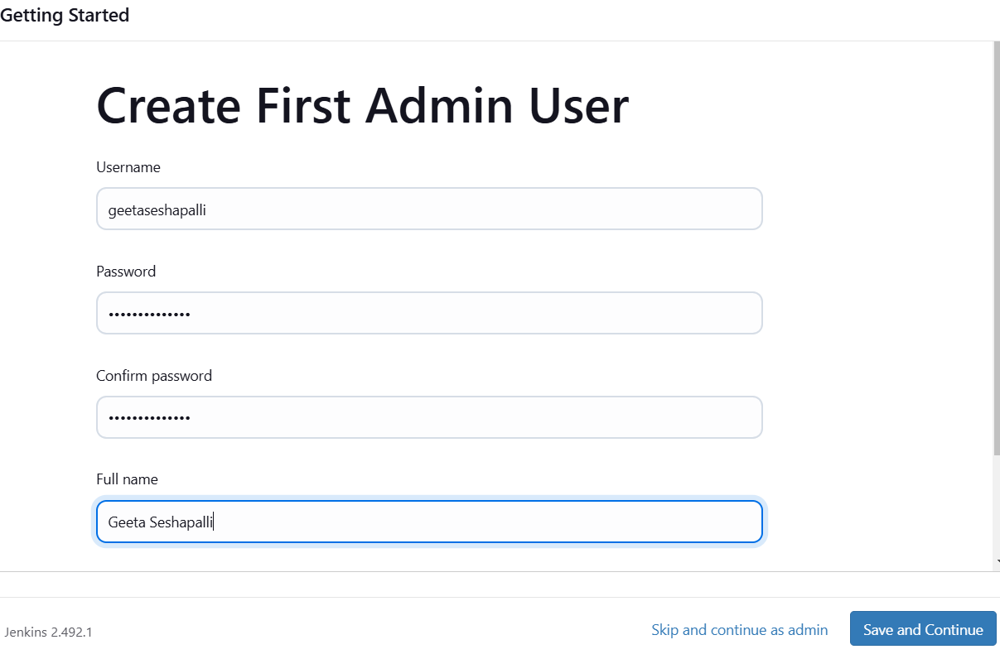 Getting Started
Create First Admin User
Username
geetaseshapalli
Password
••••••••••••••
Confirm password
••••••••••••••
Full name
Geeta Seshapalli
Jenkins 2.492.1
Skip and continue as admin
Save and Continue